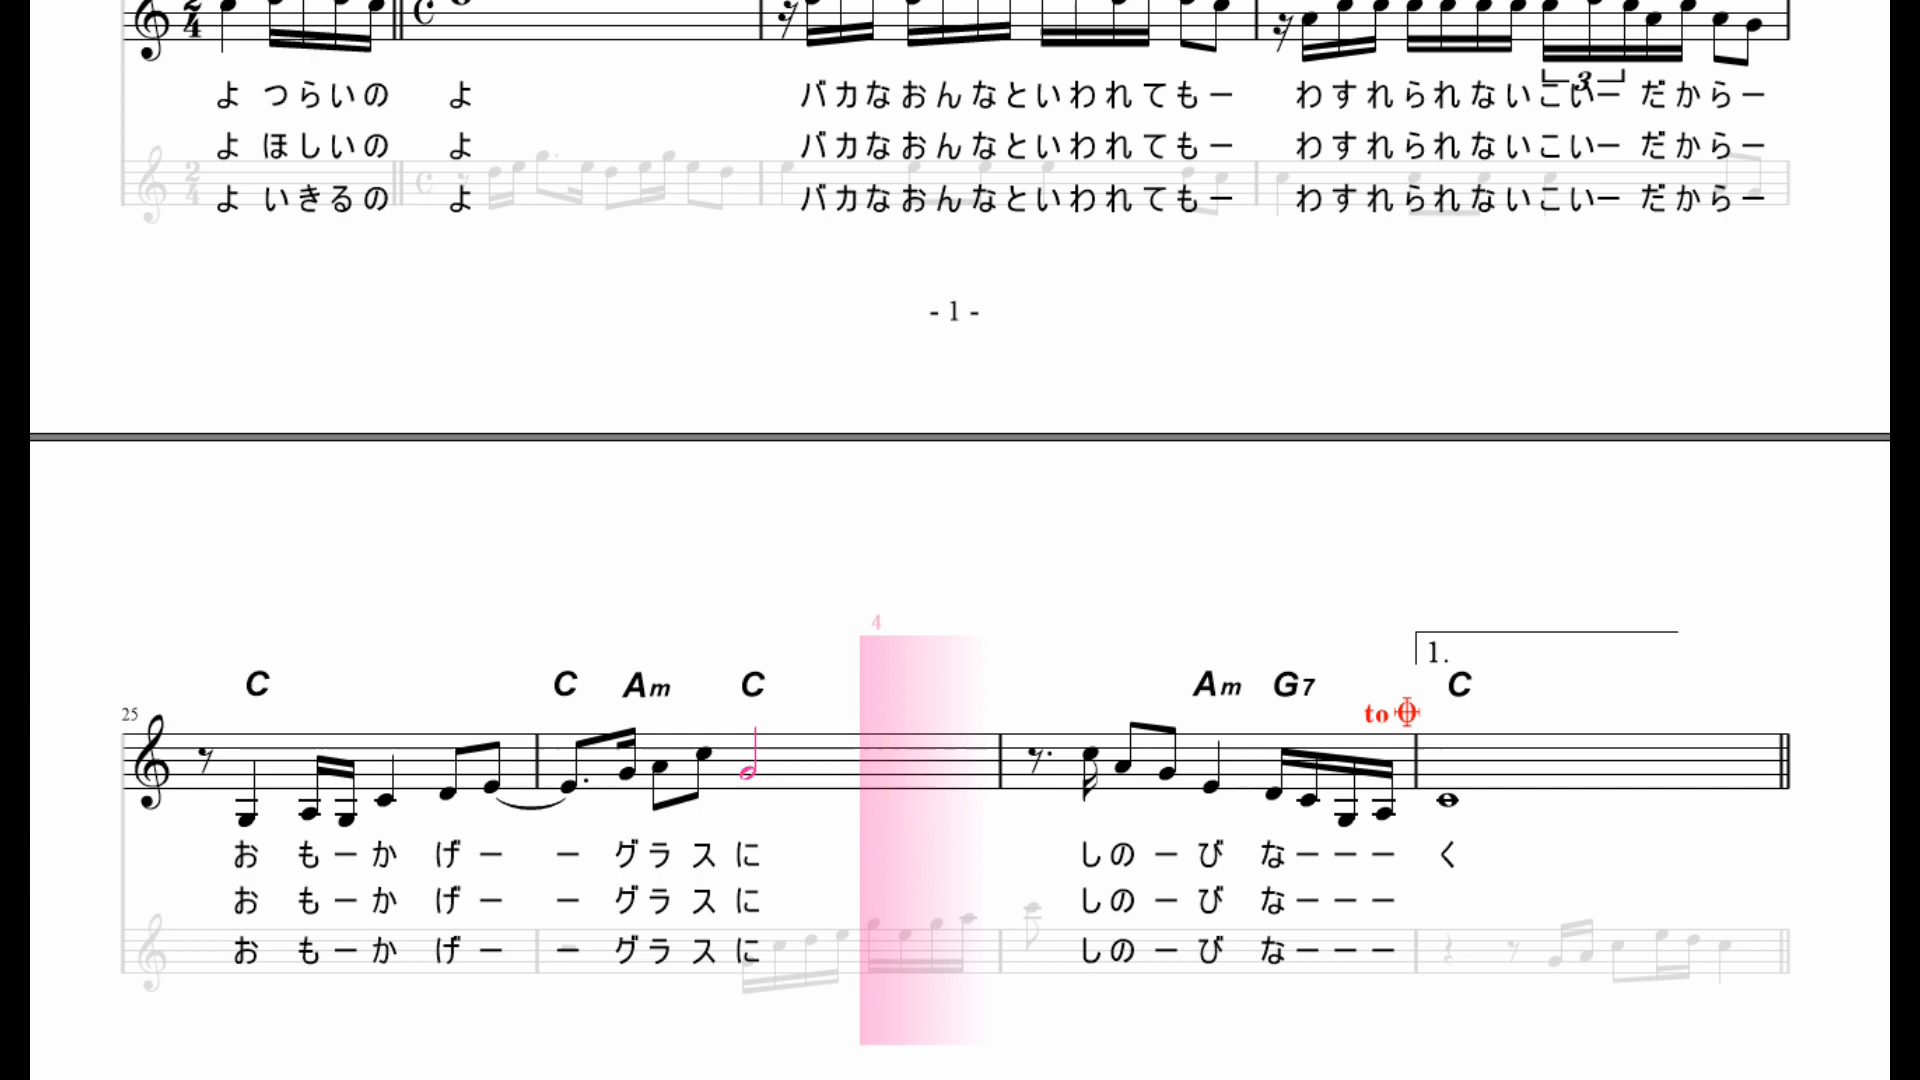 2 4
よ つらいの よ バカなおんなといわれてもー わすれられないこいー だからー
3
よ ほしいの よ バカなおんなといわれてもー わすれられないこいー だからー
2 4
よ いきるの よ バカなおんなといわれてもー わすれられないこいー だからー
- 1 -
4
1.
C C Am C Am G7 C
to
25
お もーか げー ー グラ スに しの ーび なーーー く
お もーか げー ー グラ スに しの ーび なーーー
お もーか げー ー グラ スに しの ーび なーーー